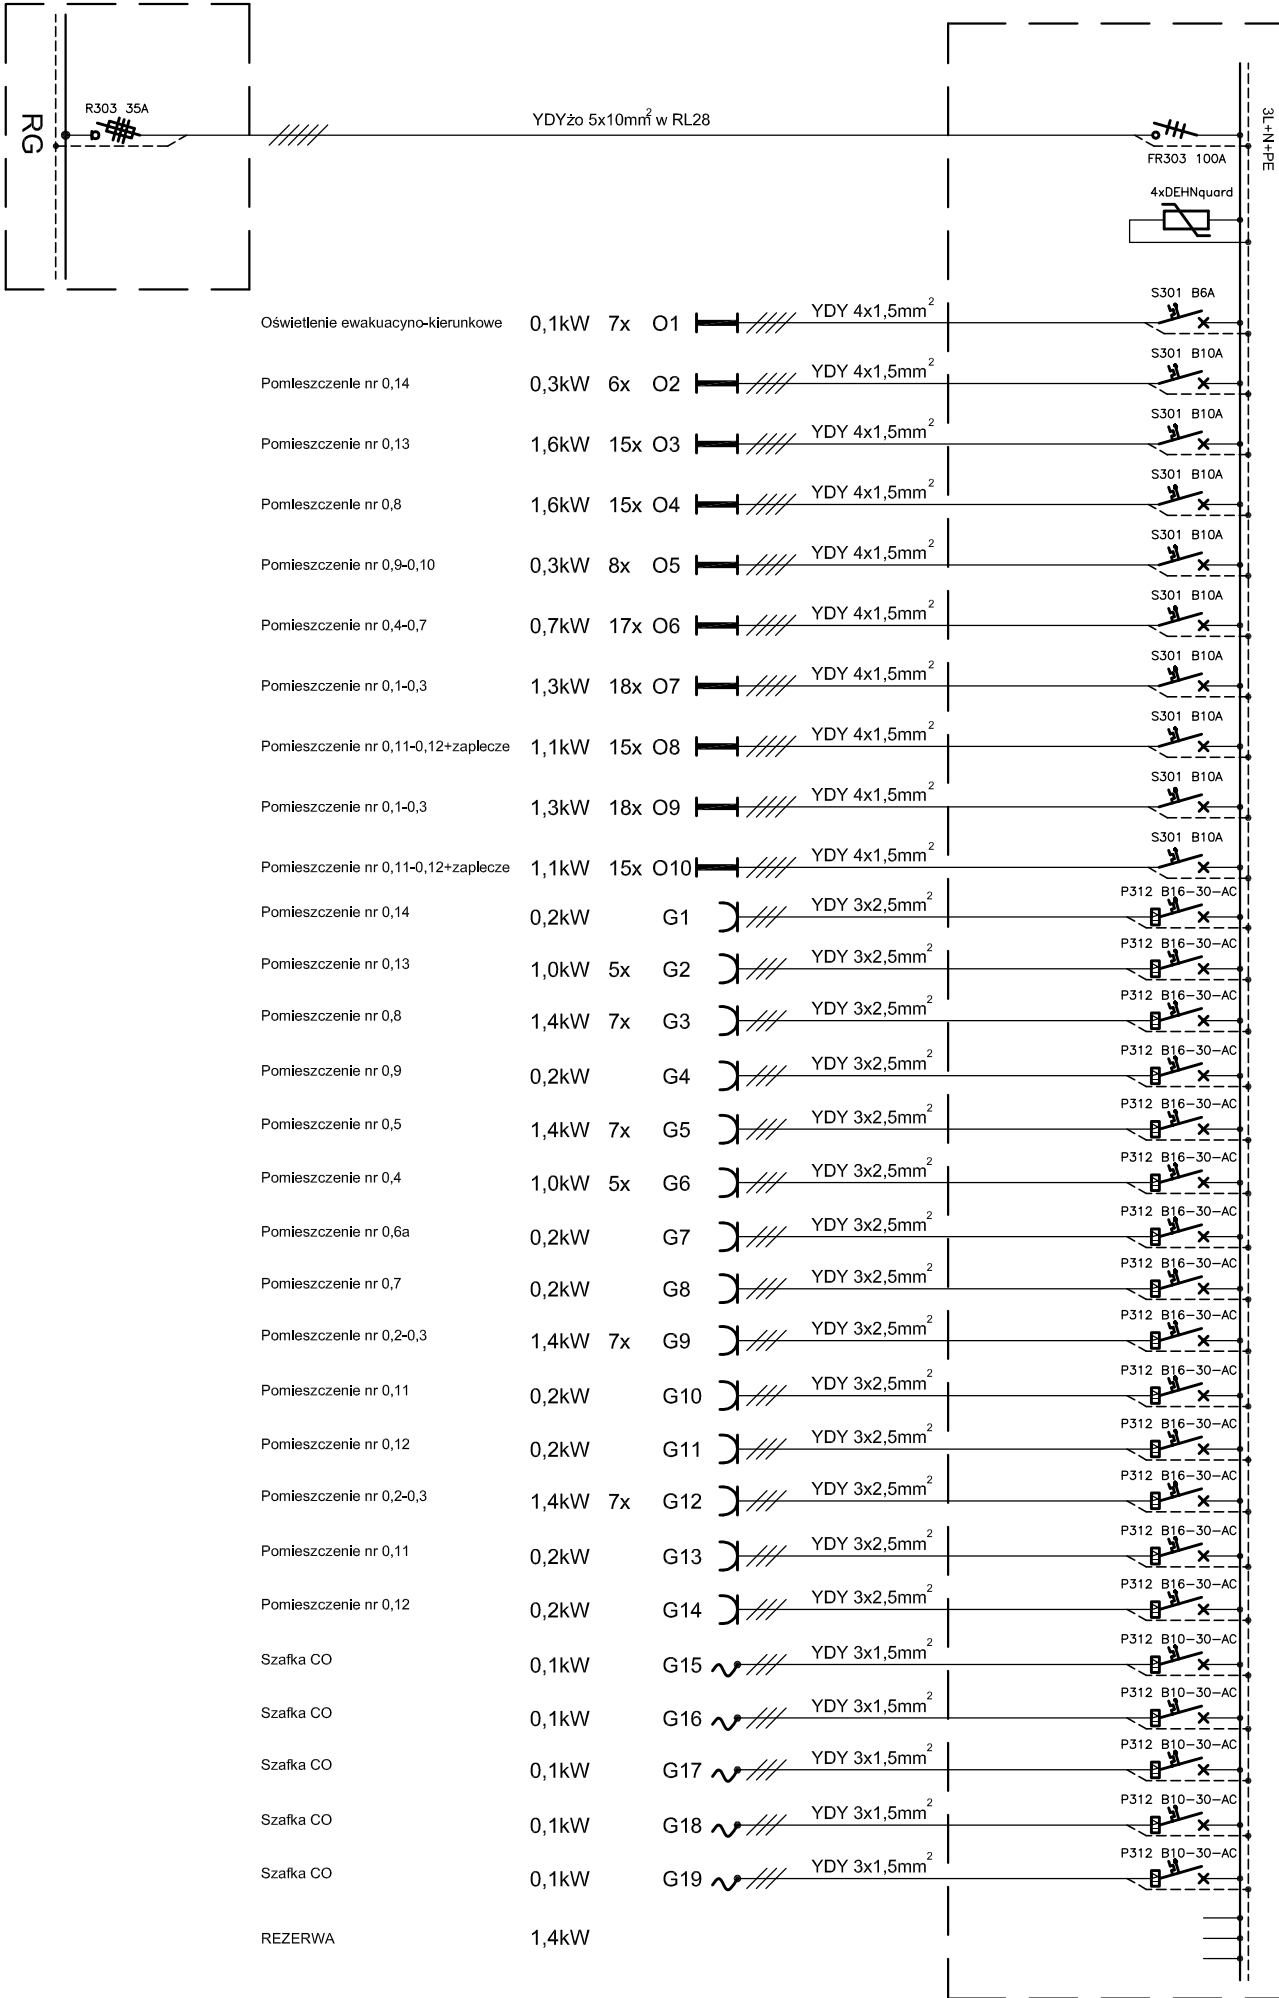 RG
R303 35A
YDYżo 5x10mm² w RL28
3L+N+PE
FR303 100A
4xDEHNquard
Oświetlenie ewakuacyno-kierunkowe 0,1kW 7x O1 YDY 4x1,5mm² S301 B6A
Pomieszczenie nr 0,14 0,3kW 6x O2 YDY 4x1,5mm² S301 B10A
Pomieszczenie nr 0,13 1,6kW 15x O3 YDY 4x1,5mm² S301 B10A
Pomieszczenie nr 0,8 1,6kW 15x O4 YDY 4x1,5mm² S301 B10A
Pomieszczenie nr 0,9-0,10 0,3kW 8x O5 YDY 4x1,5mm² S301 B10A
Pomieszczenie nr 0,4-0,7 0,7kW 17x O6 YDY 4x1,5mm² S301 B10A
Pomieszczenie nr 0,1-0,3 1,3kW 18x O7 YDY 4x1,5mm² S301 B10A
Pomieszczenie nr 0,11-0,12+zaplecze 1,1kW 15x O8 YDY 4x1,5mm² S301 B10A
Pomieszczenie nr 0,1-0,3 1,3kW 18x O9 YDY 4x1,5mm² S301 B10A
Pomieszczenie nr 0,11-0,12+zaplecze 1,1kW 15x O10 YDY 4x1,5mm² S301 B10A
Pomieszczenie nr 0,14 0,2kW G1 YDY 3x2,5mm² P312 B16-30-AC
Pomieszczenie nr 0,13 1,0kW 5x G2 YDY 3x2,5mm² P312 B16-30-AC
Pomieszczenie nr 0,8 1,4kW 7x G3 YDY 3x2,5mm² P312 B16-30-AC
Pomieszczenie nr 0,9 0,2kW G4 YDY 3x2,5mm² P312 B16-30-AC
Pomieszczenie nr 0,5 1,4kW 7x G5 YDY 3x2,5mm² P312 B16-30-AC
Pomieszczenie nr 0,4 1,0kW 5x G6 YDY 3x2,5mm² P312 B16-30-AC
Pomieszczenie nr 0,6a 0,2kW G7 YDY 3x2,5mm² P312 B16-30-AC
Pomieszczenie nr 0,7 0,2kW G8 YDY 3x2,5mm² P312 B16-30-AC
Pomieszczenie nr 0,2-0,3 1,4kW 7x G9 YDY 3x2,5mm² P312 B16-30-AC
Pomieszczenie nr 0,11 0,2kW G10 YDY 3x2,5mm² P312 B16-30-AC
Pomieszczenie nr 0,12 0,2kW G11 YDY 3x2,5mm² P312 B16-30-AC
Pomieszczenie nr 0,2-0,3 1,4kW 7x G12 YDY 3x2,5mm² P312 B16-30-AC
Pomieszczenie nr 0,11 0,2kW G13 YDY 3x2,5mm² P312 B16-30-AC
Pomieszczenie nr 0,12 0,2kW G14 YDY 3x2,5mm² P312 B16-30-AC
Szafka CO 0,1kW G15 YDY 3x1,5mm² P312 B10-30-AC
Szafka CO 0,1kW G16 YDY 3x1,5mm² P312 B10-30-AC
Szafka CO 0,1kW G17 YDY 3x1,5mm² P312 B10-30-AC
Szafka CO 0,1kW G18 YDY 3x1,5mm² P312 B10-30-AC
Szafka CO 0,1kW G19 YDY 3x1,5mm² P312 B10-30-AC
REZERWA 1,4kW